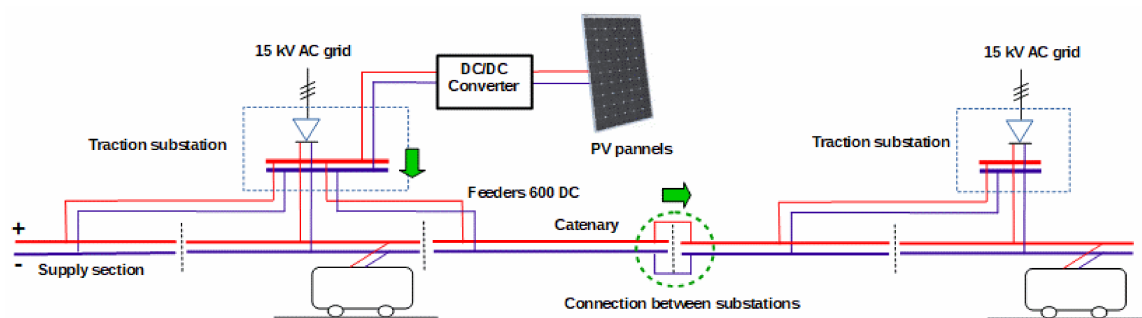 15 kV AC grid
15 kV AC grid
DC/DC
Converter
Traction substation
Traction substation
PV pannels
Feeders 600 DC
+
Catenary
-
Supply section
Connection between substations